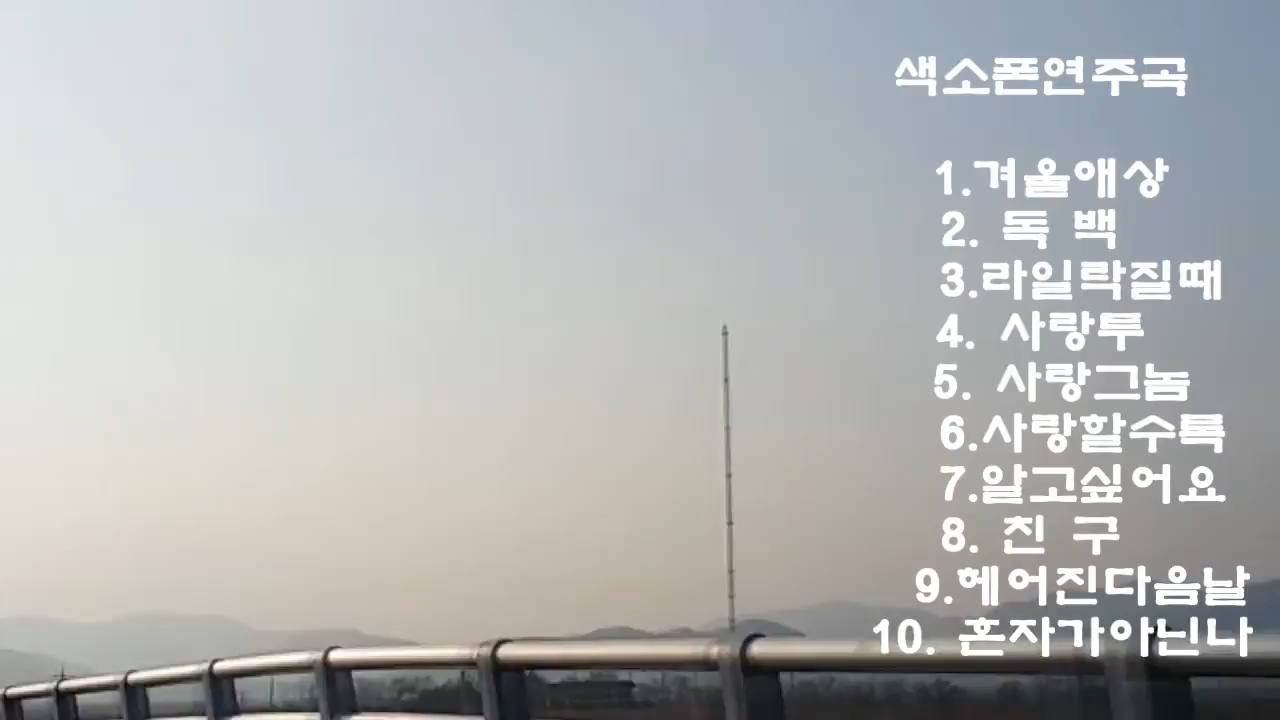 색소폰연주곡
1.겨울애상
2. 독 백
3.라일락질때
4. 사랑투
5. 사랑그놈
6.사랑할수록
7.알고싶어요
8. 친 구
9.헤어진다음날
10. 혼자가아닌나